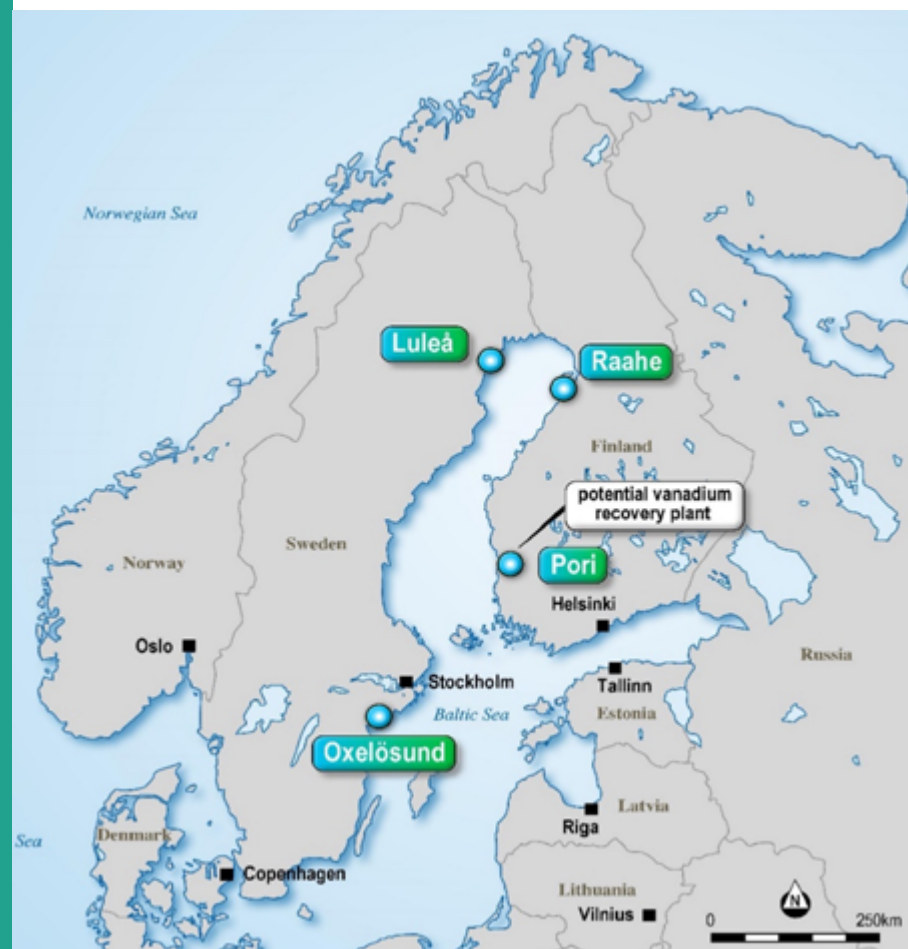 Norwegian Sea
Luleå
Raahe
Finland
potential vanadium
recovery plant
Sweden
Norway
Pori
Helsinki
Oslo
Russia
Stockholm
Tallinn
Baltic Sea
Estonia
Oxelösund
Latvia
Riga
Denmark
Sea
Copenhagen
Lithuania
Vilnius
N
0
250km